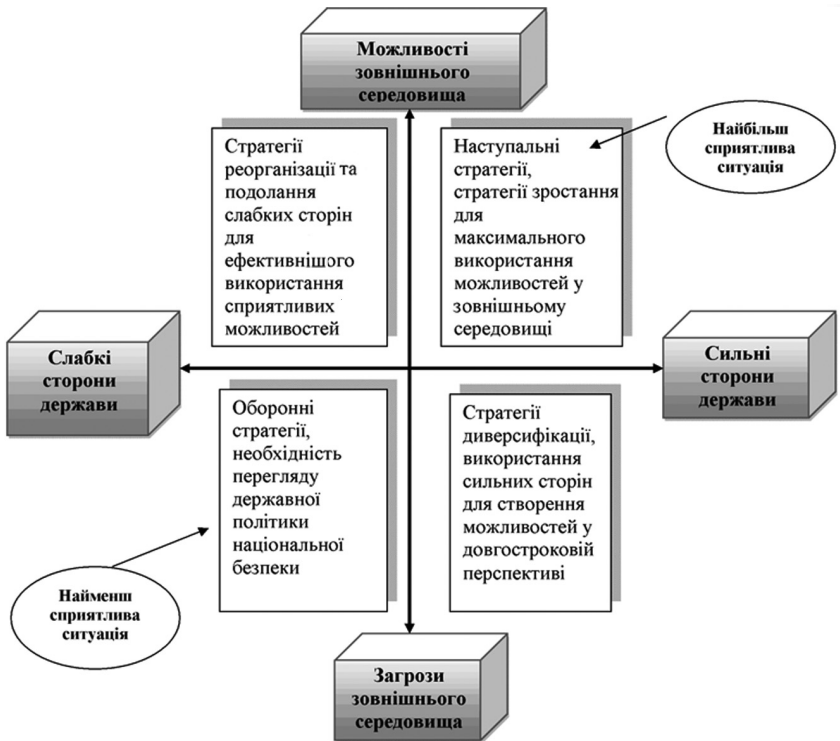 Можливості
зовнішнього
середовища
Стратегії
реорганізації та
подолання
слабких сторін
для
ефективнішого
використання
сприятливих
можливостей
Наступальні
стратегії,
стратегії зростання
для
максимального
використання
можливостей у
зовнішньому
середовищі
Найбільш
сприятлива
ситуація
Слабкі
сторони
держави
Сильні
сторони
держави
Оборонні
стратегії,
необхідність
перегляду
державної
політики
національної
безпеки
Стратегії
диверсифікації,
використання
сильних сторін
для створення
можливостей у
довгостроковій
перспективі
Найменш
сприятлива
ситуація
Загрози
зовнішнього
середовища